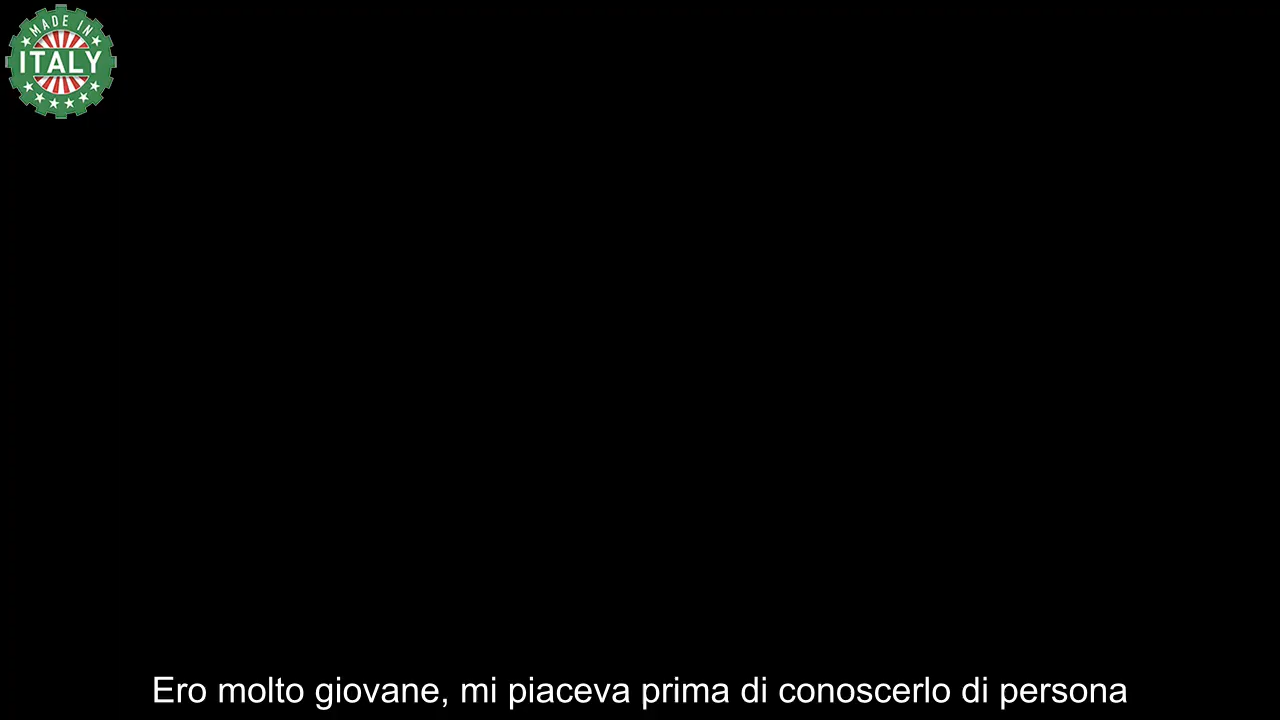 MADE IN
ITALY
Ero molto giovane, mi piaceva prima di conoscerlo di persona